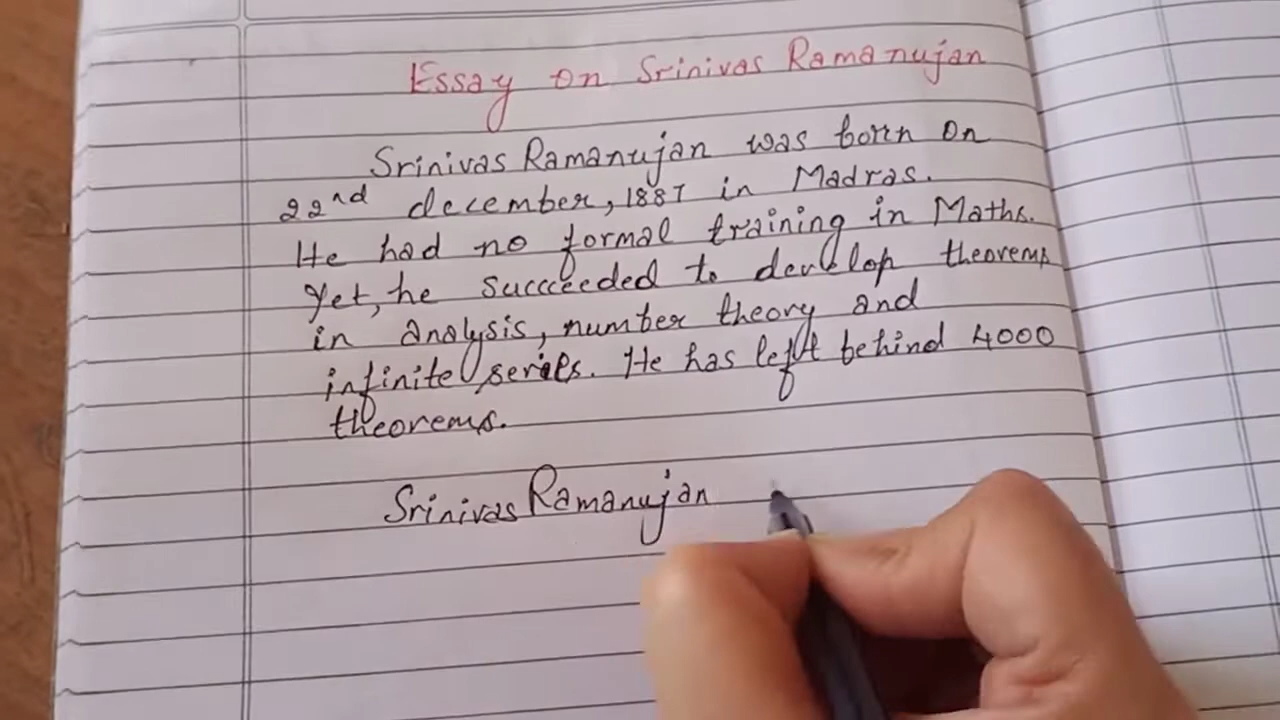 Essay on Srinivas Ramanujan
Srinivas Ramanujan was born on
22nd december, 1887 in Madras.
He had no formal training in Maths.
Yet, he succeeded to develop theorems
in analysis, number theory and
infinite series. He has left behind 4000
theorems.
Srinivas Ramanujan